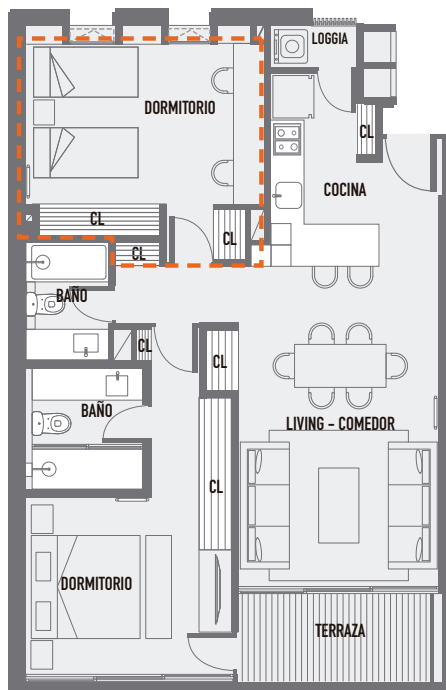 LOGGIA
DORMITORIO
CL
COCINA
CL
CL
CL
BAÑO
CL
CL
BAÑO
LIVING - COMEDOR
CL
DORMITORIO
TERRAZA